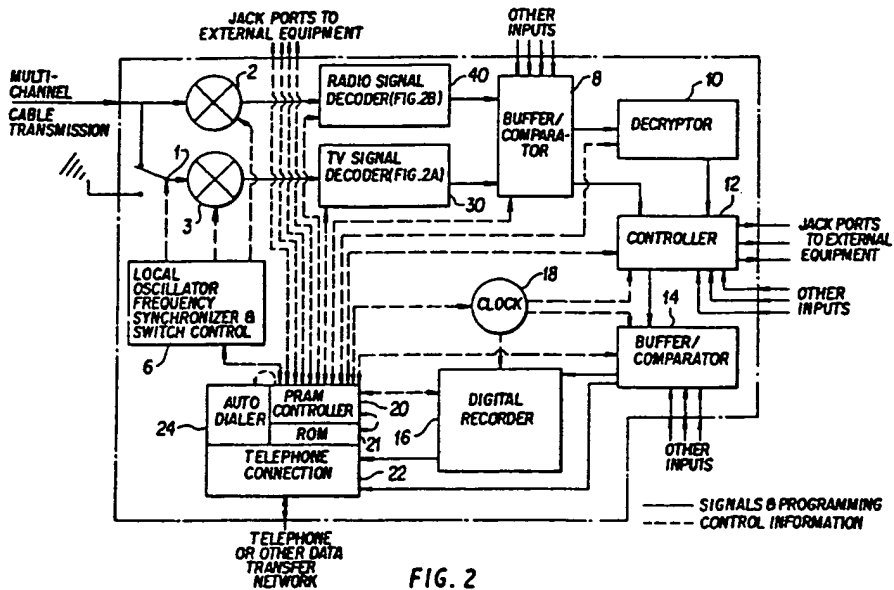 JACK PORTS TO
EXTERNAL EQUIPMENT
OTHER
INPUTS
MULTI-
CHANNEL
CABLE
TRANSMISSION
2
RADIO SIGNAL
DECODER(FIG.2B)
40
8
BUFFER/
COMPARA-
TOR
10
DECRYPTOR
1
3
TV SIGNAL
DECODER(FIG.2A)
30
12
CONTROLLER
JACK PORTS
TO EXTERNAL
EQUIPMENT
LOCAL
OSCILLATOR
FREQUENCY
SYNCHRONIZER &
SWITCH CONTROL
6
18
CLOCK
OTHER
INPUTS
14
BUFFER/
COMPARATOR
AUTO
DIALER
24
PRAM
CONTROLLER
20
ROM
21
16
DIGITAL
RECORDER
TELEPHONE
CONNECTION
22
OTHER
INPUTS
SIGNALS & PROGRAMMING
CONTROL INFORMATION
TELEPHONE
OR OTHER DATA
TRANSFER
NETWORK
FIG. 2